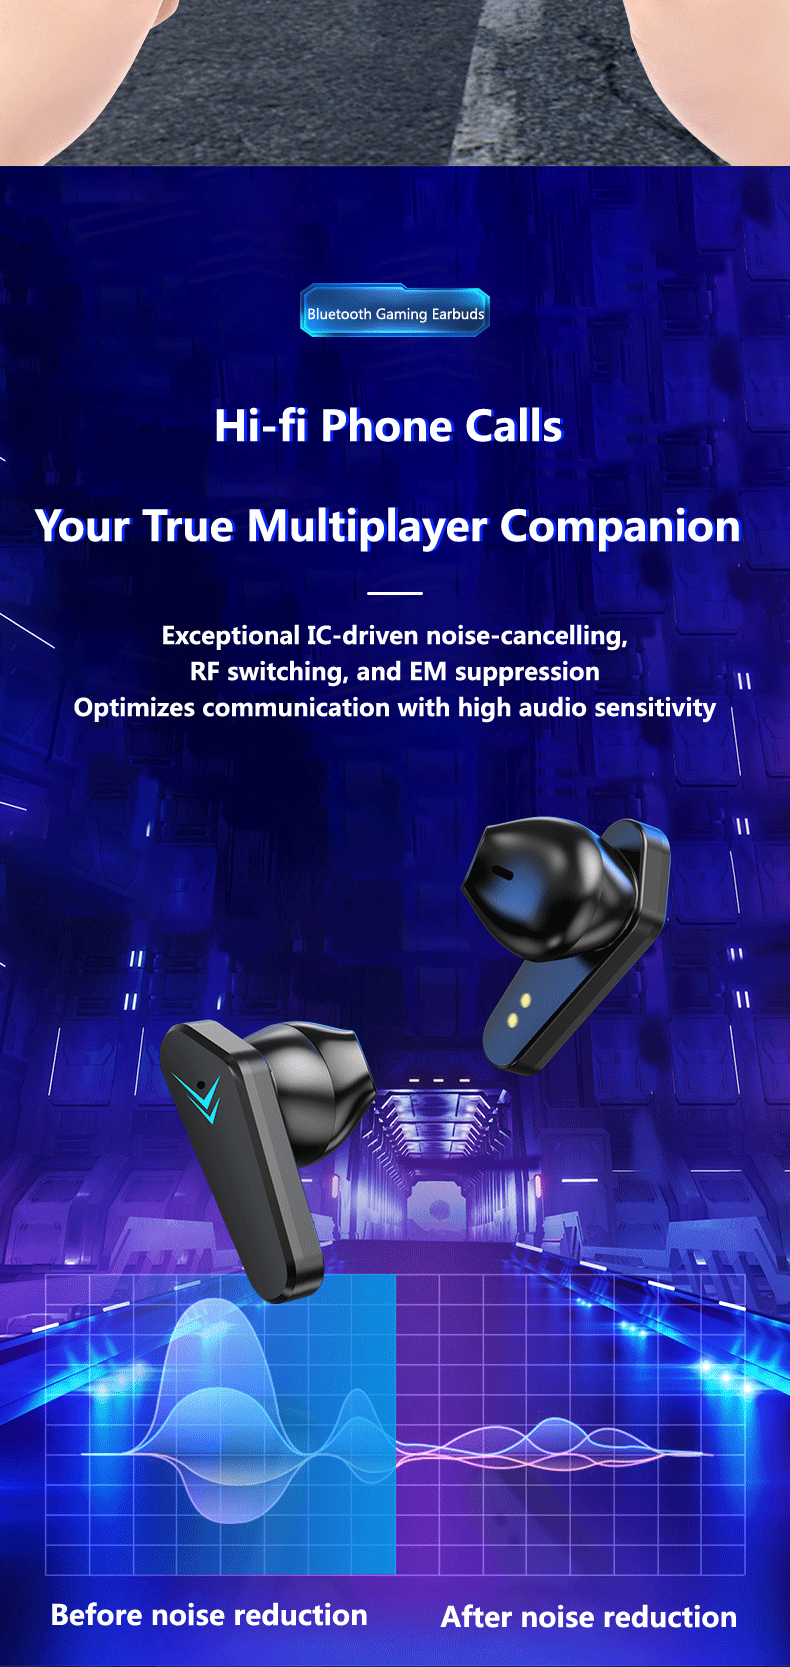 Bluetooth Gaming Earbuds
Hi-fi Phone Calls
Your True Multiplayer Companion
Exceptional IC-driven noise-cancelling,
RF switching, and EM suppression
Optimizes communication with high audio sensitivity
Before noise reduction
After noise reduction